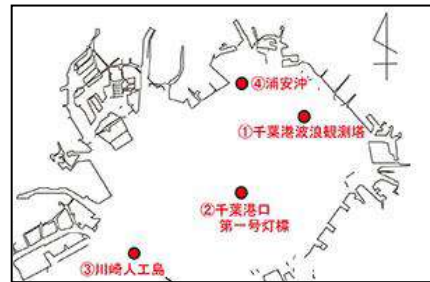 ④浦安沖
①千葉港波浪観測塔
②千葉港口
第一号灯標
③川崎人工島